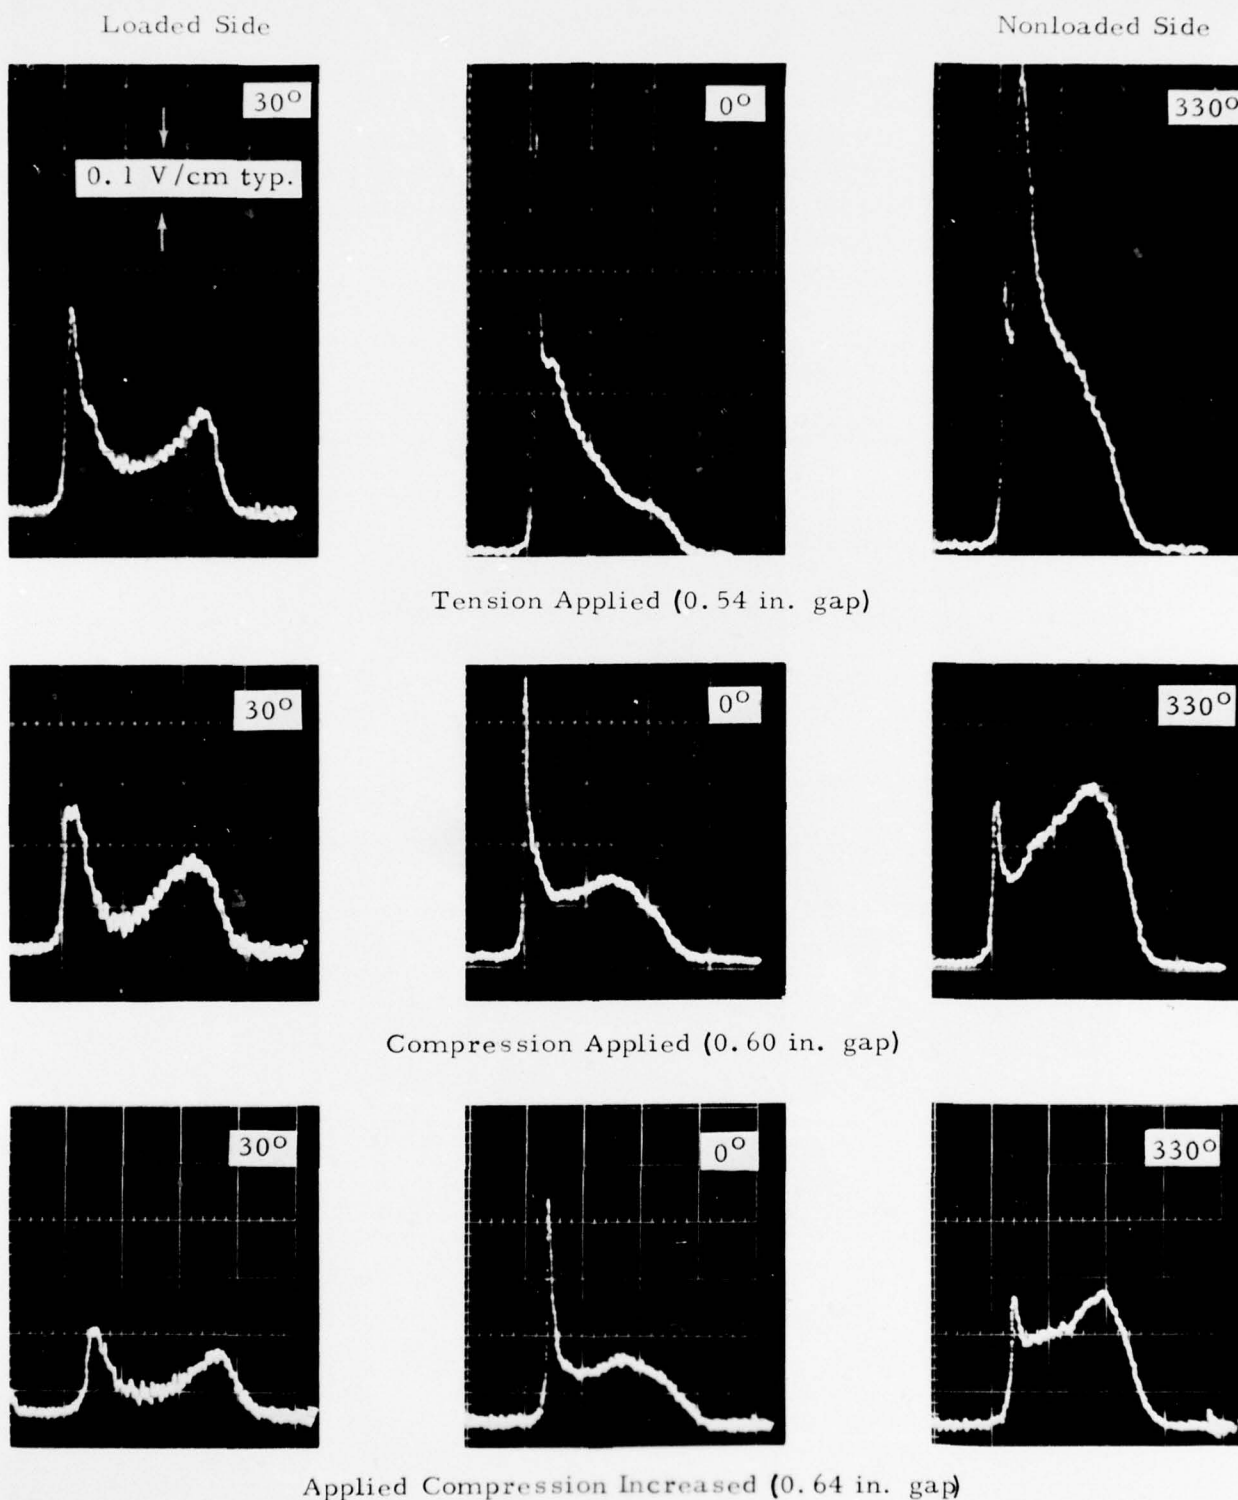 Loaded Side Nonloaded Side
30° 0° 330°
0.1 V/cm typ.
Tension Applied (0.54 in. gap)
30° 0° 330°
Compression Applied (0.60 in. gap)
30° 0° 330°
Applied Compression Increased (0.64 in. gap)